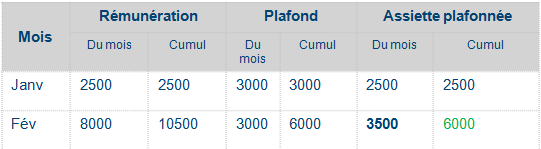 Mois Rémunération Plafond Assiette plafonnée
Du mois Cumul Du mois Cumul Du mois Cumul
Janv 2500 2500 3000 3000 2500 2500
Fév 8000 10500 3000 6000 3500 6000